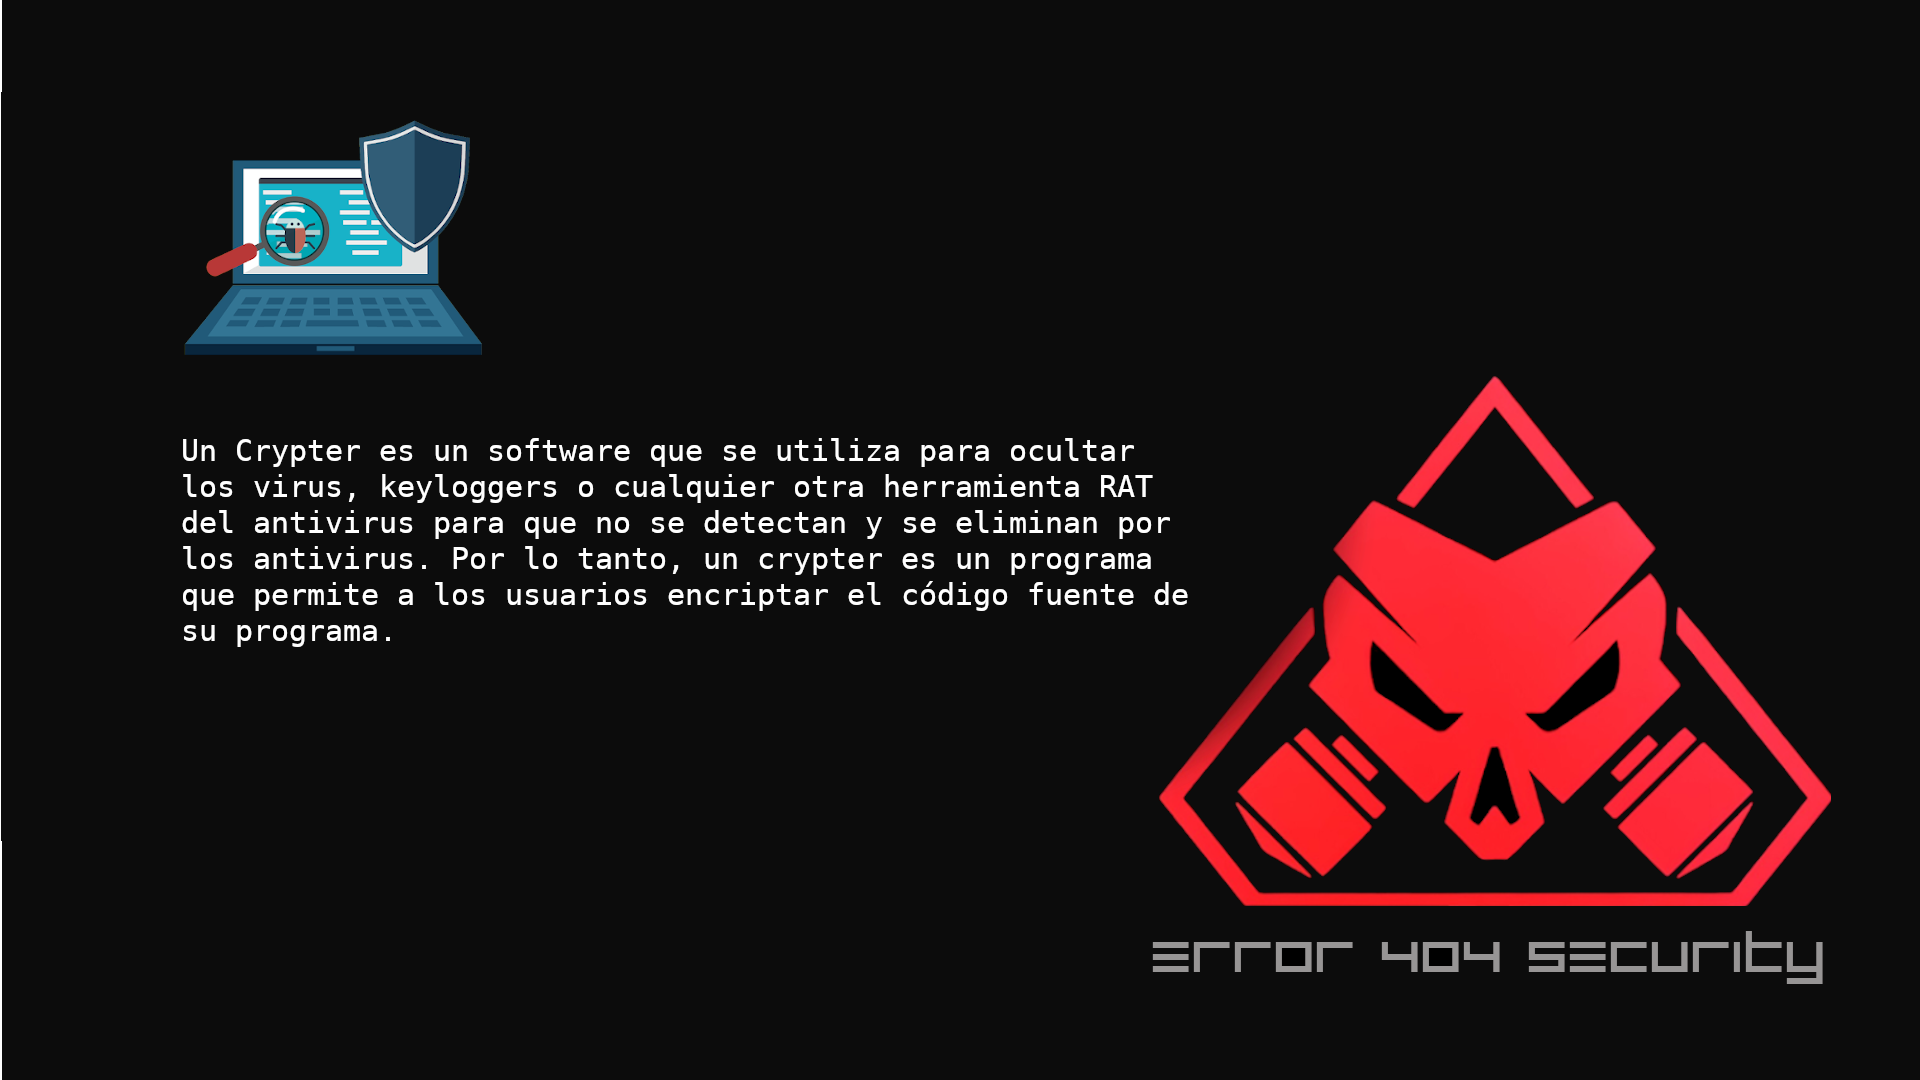 Un Crypter es un software que se utiliza para ocultar
los virus, keyloggers o cualquier otra herramienta RAT
del antivirus para que no se detectan y se eliminan por
los antivirus. Por lo tanto, un crypter es un programa
que permite a los usuarios encriptar el código fuente de
su programa.
Error 404 Security